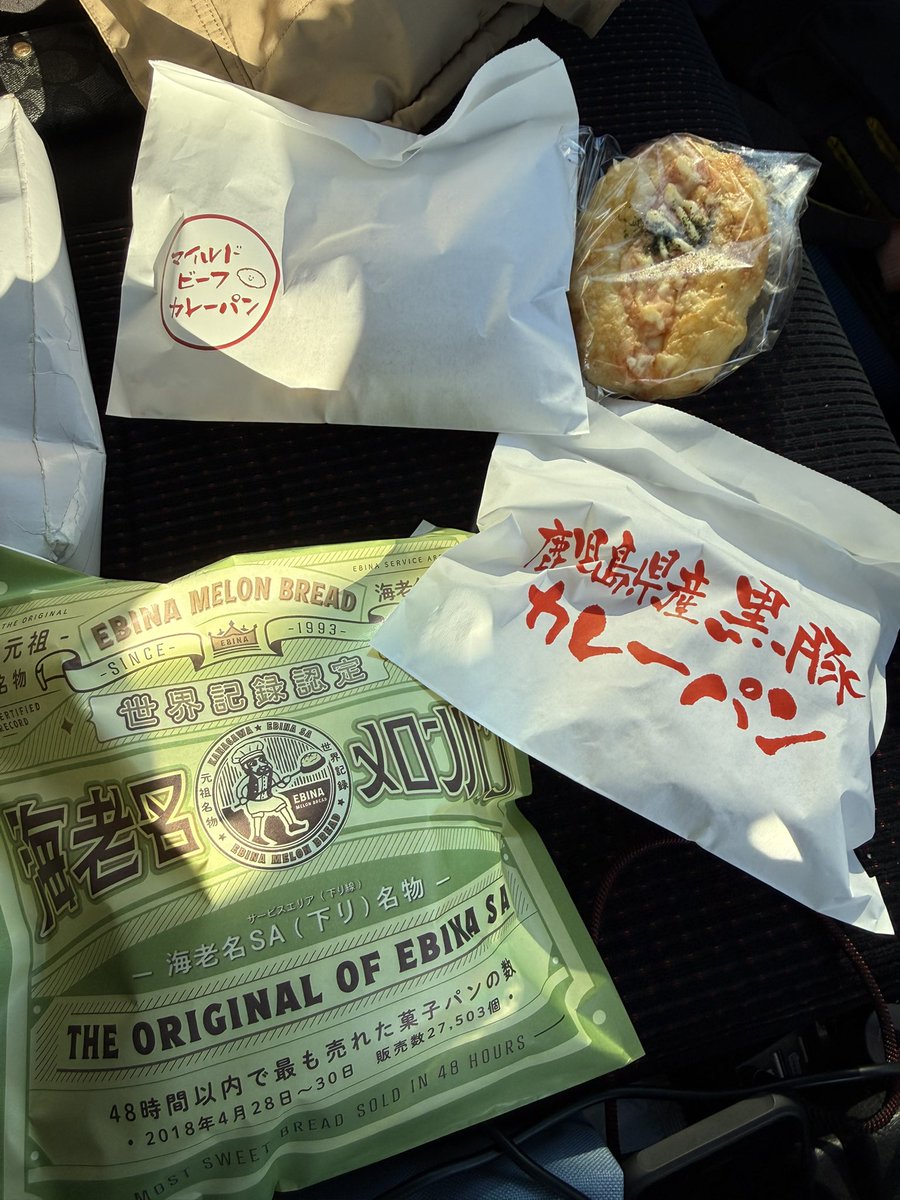 マイルド
ビーフ
カレーパン
鹿児島県産黒豚
カレーパン
THE ORIGINAL
元祖
名物
EBINA SERVICE
EBINA MELON BREAD
海老
-SINCE-
EBINA
-1993-
世界記録認定
RECORD
海老名
メロンパン
KANAGAWA ★ EBINA SA
元祖名物
世界記録
EBINA
MELON BREAD
EBINA MELON BREAD
サービスエリア（下り線）
— 海老名SA（下り）名物 —
THE ORIGINAL OF EBINA SA
48時間以内で最も売れた菓子パンの数
・2018年4月28日〜30日 販売数27,503個・
MOST SWEET BREAD SOLD IN 48 HOURS